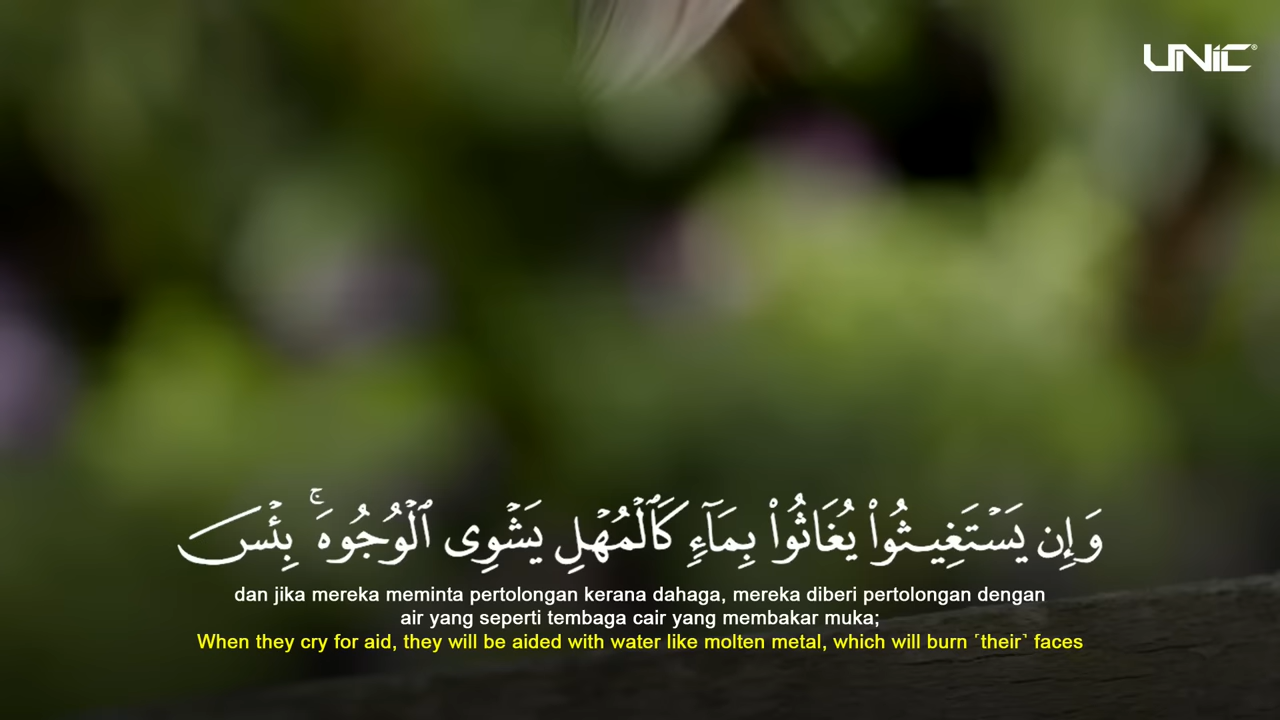 UNIC®
وَإِن يَسْتَغِيثُوا۟ يُغَاثُوا۟ بِمَآءٍ كَٱلْمُهْلِ يَشْوِى ٱلْوُجُوهَ ۚ بِئْسَ
dan jika mereka meminta pertolongan kerana dahaga, mereka diberi pertolongan dengan
air yang seperti tembaga cair yang membakar muka;
When they cry for aid, they will be aided with water like molten metal, which will burn ˹their˺ faces